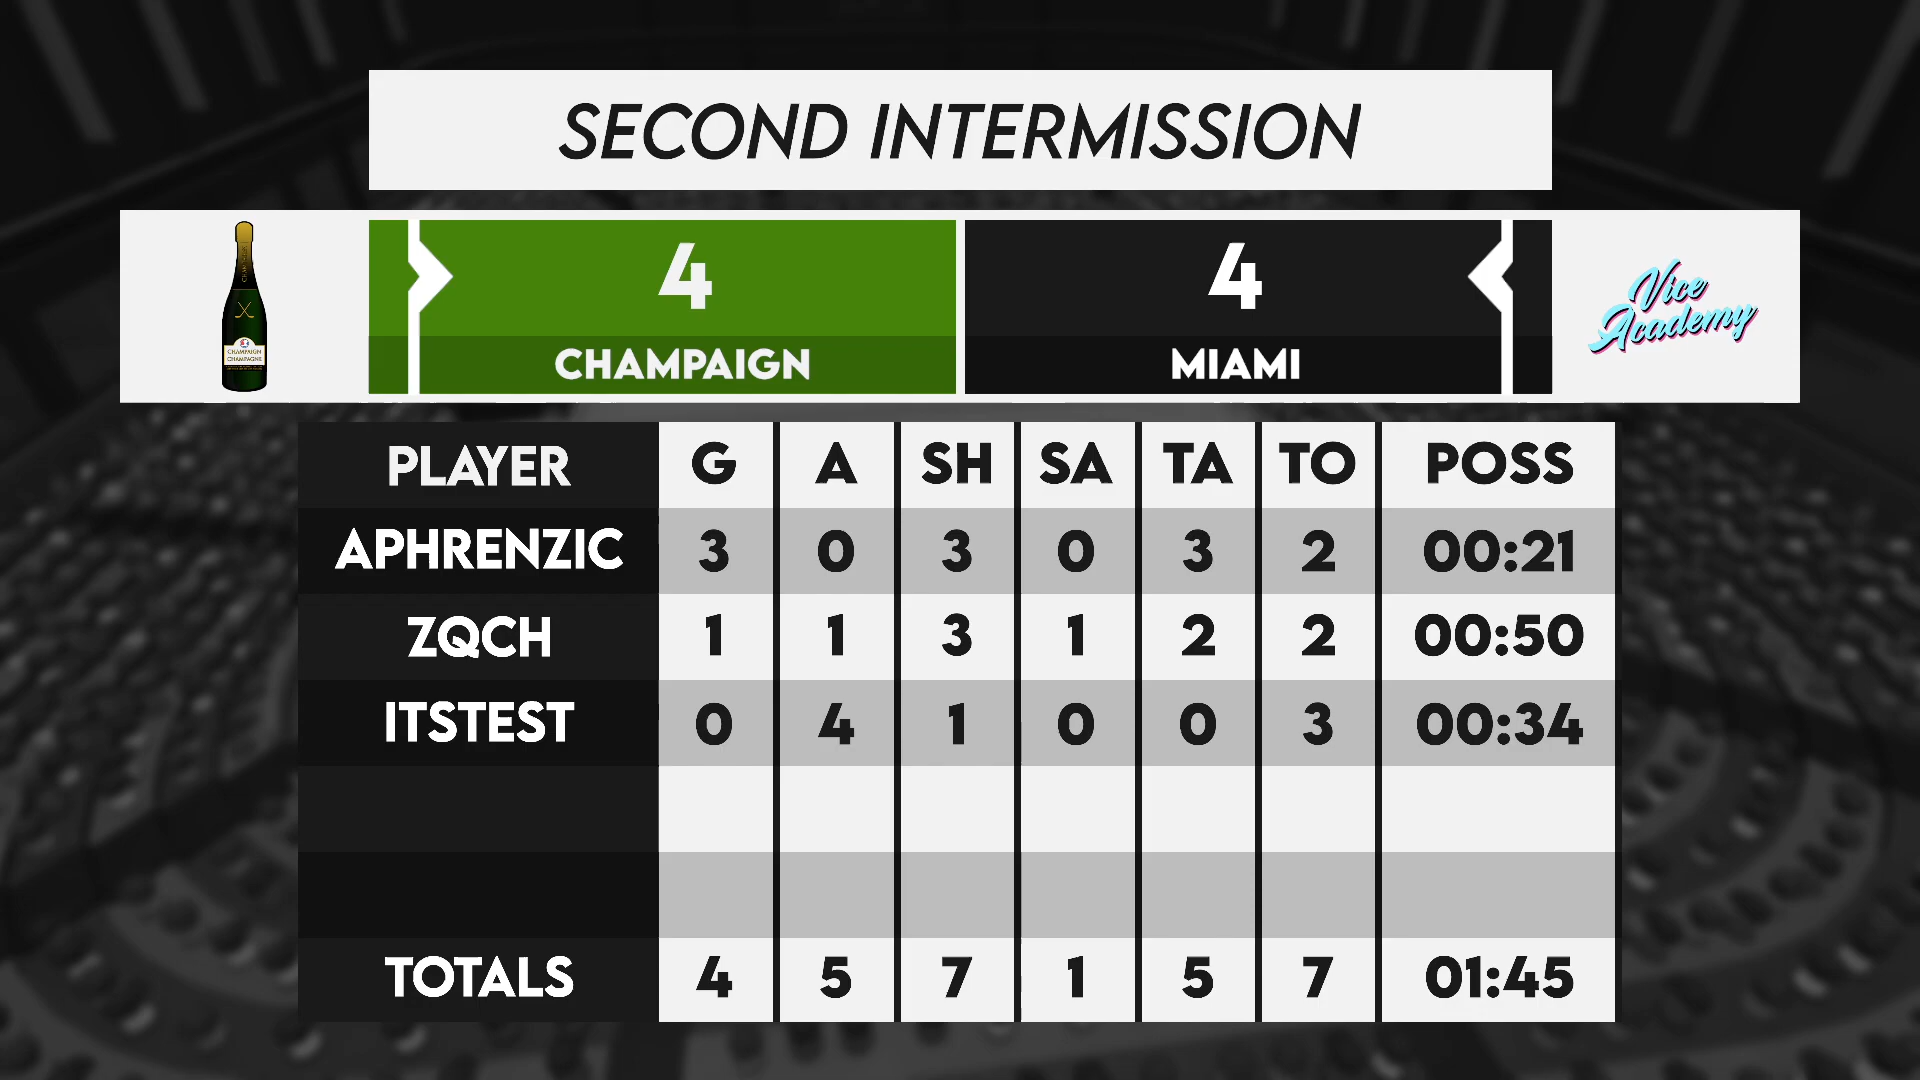 SECOND INTERMISSION
4
CHAMPAIGN
4
MIAMI
Vice
Academy
CHAMPAIGN
CHAMPAGNE
PLAYER G A SH SA TA TO POSS
APHRENZIC 3 0 3 0 3 2 00:21
ZQCH 1 1 3 1 2 2 00:50
ITSTEST 0 4 1 0 0 3 00:34
TOTALS 4 5 7 1 5 7 01:45